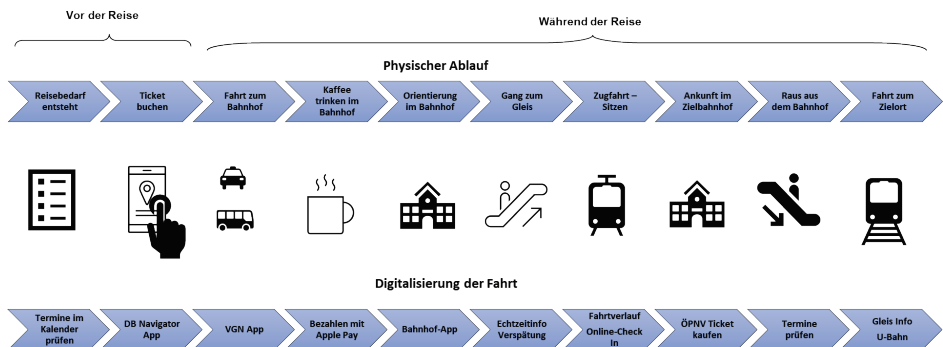 Vor der Reise
Während der Reise
Physischer Ablauf
Reisebedarf
entsteht
Ticket
buchen
Fahrt zum
Bahnhof
Kaffee
trinken im
Bahnhof
Orientierung
im Bahnhof
Gang zum
Gleis
Zugfahrt –
Sitzen
Ankunft im
Zielbahnhof
Raus aus
dem Bahnhof
Fahrt zum
Zielort
Digitalisierung der Fahrt
Termine im
Kalender
prüfen
DB Navigator
App
VGN App
Bezahlen mit
Apple Pay
Bahnhof-App
Echtzeitinfo
Verspätung
Fahrtverlauf
Online-Check
in
ÖPNV Ticket
kaufen
Termine
prüfen
Gleis Info
U-Bahn